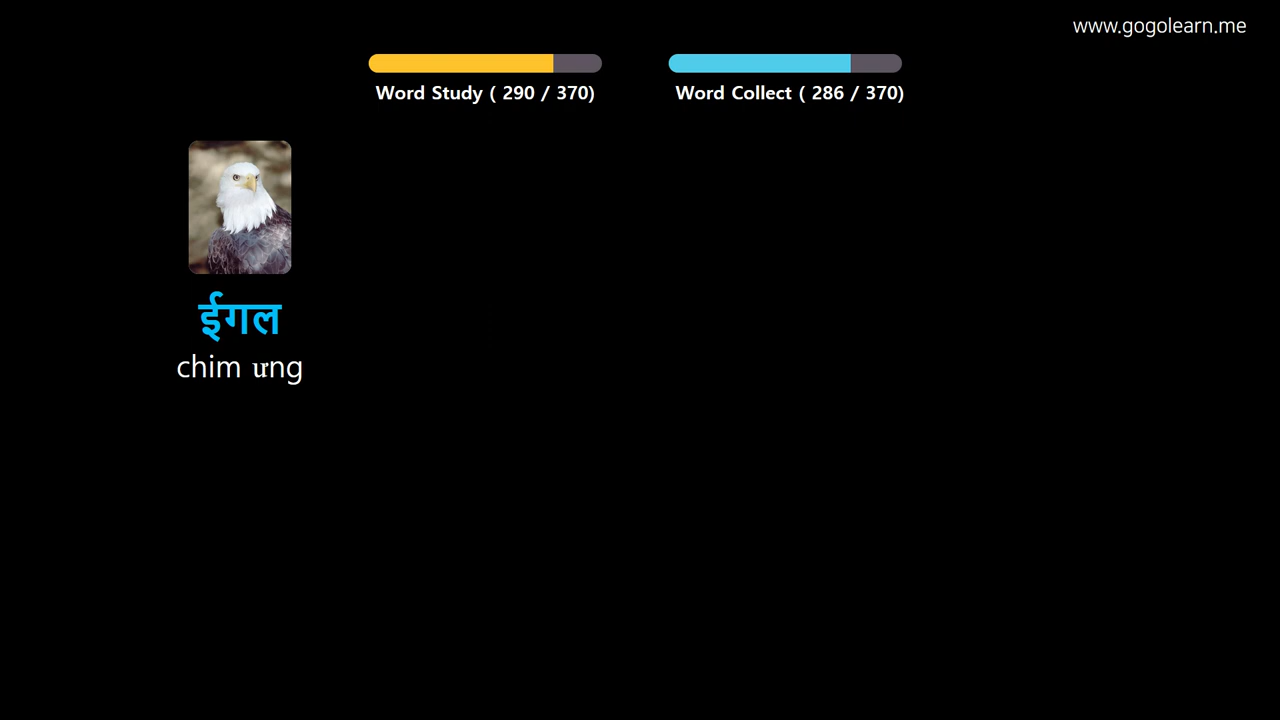 www.gogolearn.me
Word Study ( 290 / 370)
Word Collect ( 286 / 370)
ईगल
chim ưng